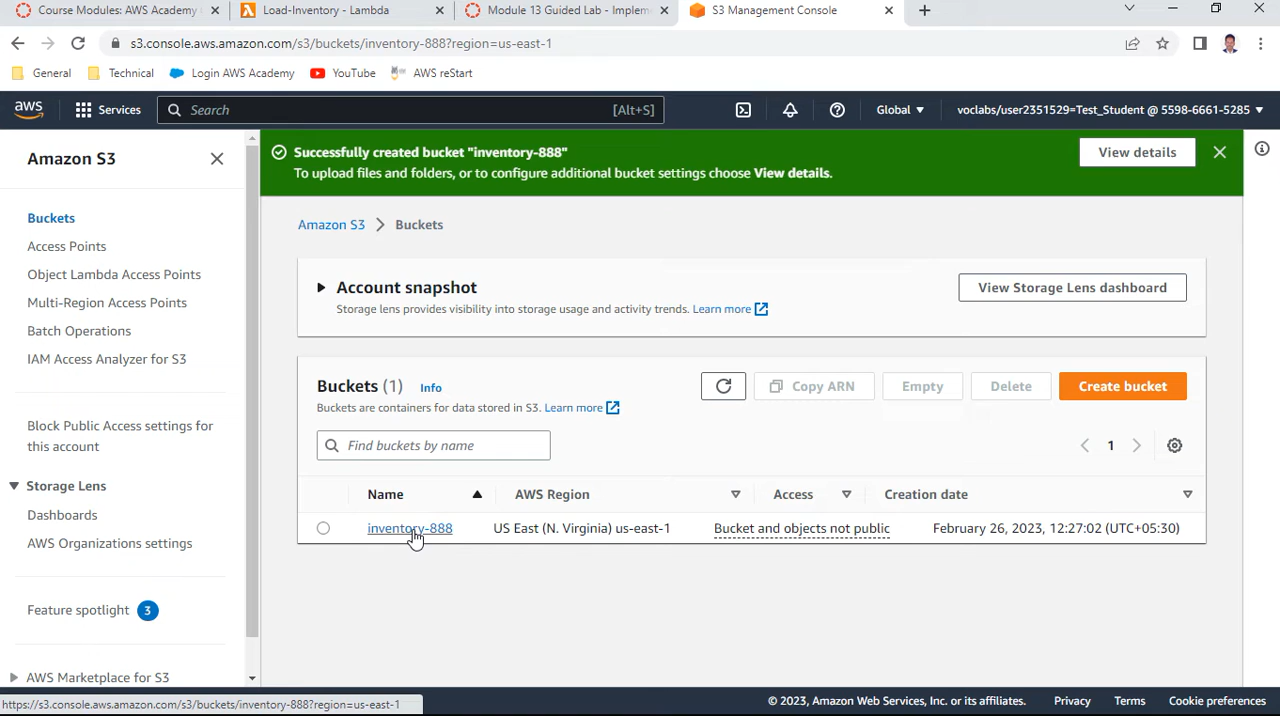 Course Modules: AWS Academy
Load-Inventory - Lambda
Module 13 Guided Lab - Implem
S3 Management Console
s3.console.aws.amazon.com/s3/buckets/inventory-888?region=us-east-1
General
Technical
Login AWS Academy
YouTube
AWS reStart
aws
Services
Search
[Alt+S]
Global
voclabs/user2351529=Test_Student @ 5598-6661-5285
Amazon S3
Buckets
Access Points
Object Lambda Access Points
Multi-Region Access Points
Batch Operations
IAM Access Analyzer for S3
Block Public Access settings for
this account
Storage Lens
Dashboards
AWS Organizations settings
Feature spotlight 3
AWS Marketplace for S3
Successfully created bucket "inventory-888"
To upload files and folders, or to configure additional bucket settings choose View details.
View details
Amazon S3 > Buckets
Account snapshot
Storage lens provides visibility into storage usage and activity trends. Learn more
View Storage Lens dashboard
Buckets (1) Info
Buckets are containers for data stored in S3. Learn more
Copy ARN
Empty
Delete
Create bucket
Find buckets by name
1
Name AWS Region Access Creation date
inventory-888 US East (N. Virginia) us-east-1 Bucket and objects not public February 26, 2023, 12:27:02 (UTC+05:30)
https://s3.console.aws.amazon.com/s3/buckets/inventory-888?region=us-east-1
© 2023, Amazon Web Services, Inc. or its affiliates. Privacy Terms Cookie preferences